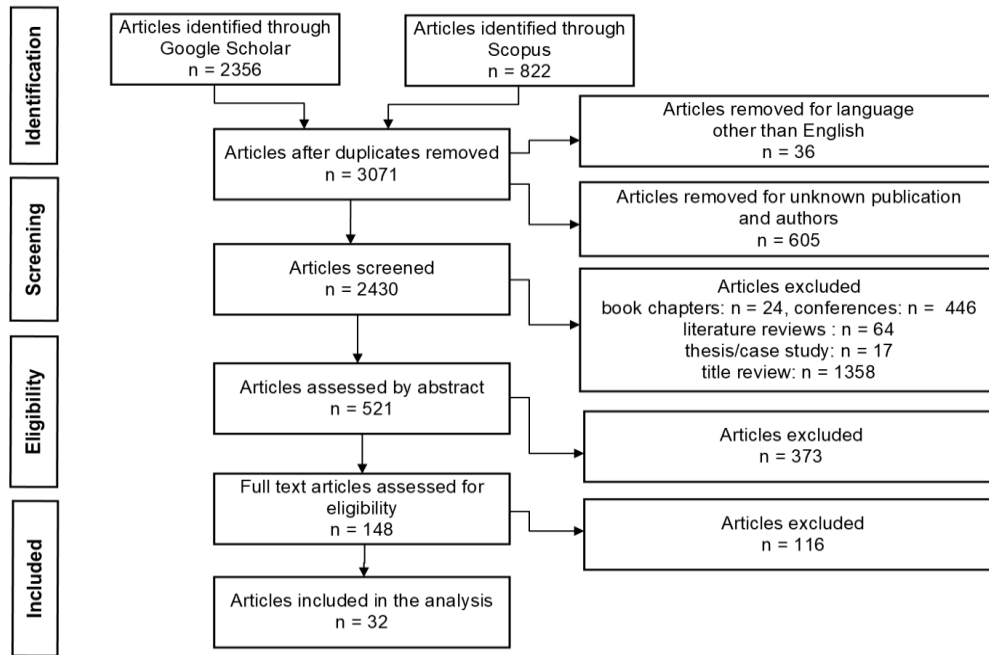 Identification
Articles identified through
Google Scholar
n = 2356
Articles identified through
Scopus
n = 822
Articles after duplicates removed
n = 3071
Articles removed for language
other than English
n = 36
Articles removed for unknown publication
and authors
n = 605
Screening
Articles screened
n = 2430
Articles excluded
book chapters: n = 24, conferences: n =  446
literature reviews : n = 64
thesis/case study: n = 17
title review: n = 1358
Eligibility
Articles assessed by abstract
n = 521
Articles excluded
n = 373
Full text articles assessed for
eligibility
n = 148
Articles excluded
n = 116
Included
Articles included in the analysis
n = 32